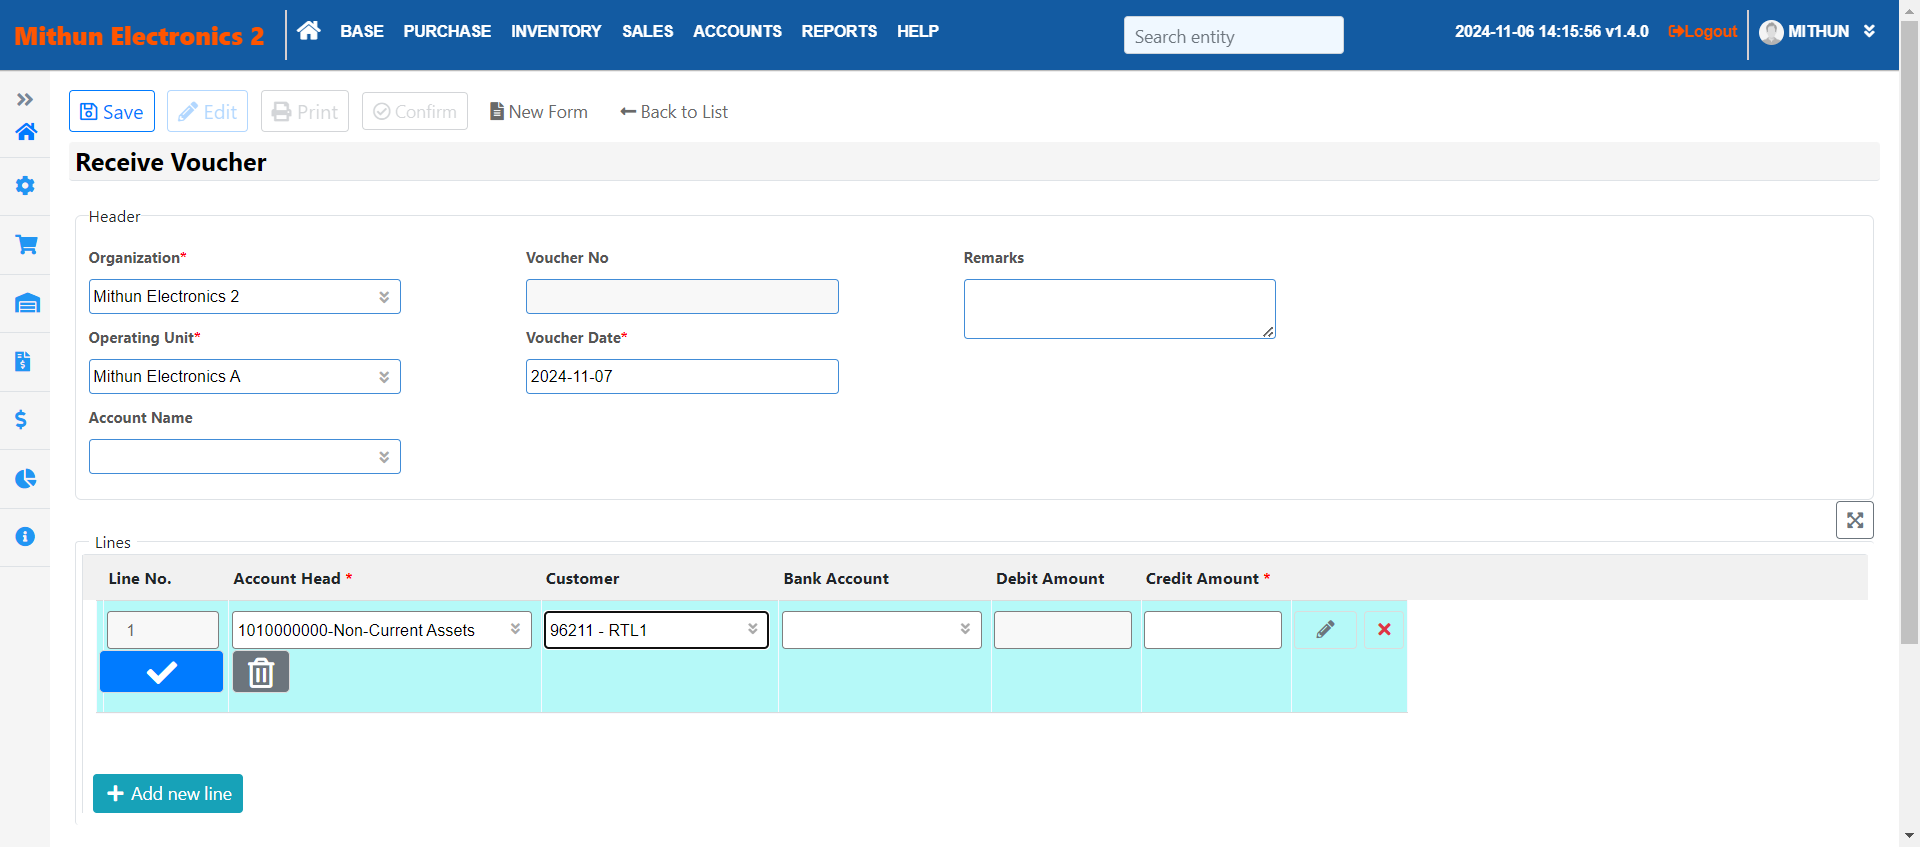 Mithun Electronics 2
BASE PURCHASE INVENTORY SALES ACCOUNTS REPORTS HELP
Search entity
2024-11-06 14:15:56 v1.4.0
Logout
MITHUN
Save Edit Print Confirm New Form Back to List
Receive Voucher
Header
Organization* Voucher No Remarks
Mithun Electronics 2
Operating Unit* Voucher Date*
Mithun Electronics A 2024-11-07
Account Name
Lines
Line No. Account Head * Customer Bank Account Debit Amount Credit Amount *
1 1010000000-Non-Current Assets 96211 - RTL1
Add new line